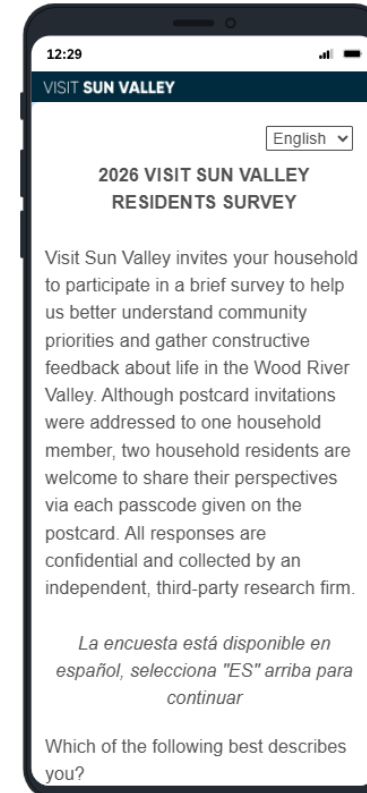 12:29
VISIT SUN VALLEY
English
2026 VISIT SUN VALLEY
RESIDENTS SURVEY
Visit Sun Valley invites your household
to participate in a brief survey to help
us better understand community
priorities and gather constructive
feedback about life in the Wood River
Valley. Although postcard invitations
were addressed to one household
member, two household residents are
welcome to share their perspectives
via each passcode given on the
postcard. All responses are
confidential and collected by an
independent, third-party research firm.
La encuesta está disponible en
español, selecciona "ES" arriba para
continuar
Which of the following best describes
you?